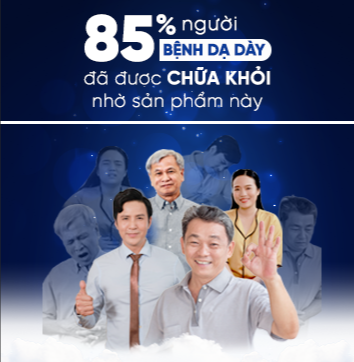 85% người
BỆNH DẠ DÀY
đã được CHỮA KHỎI
nhờ sản phẩm này